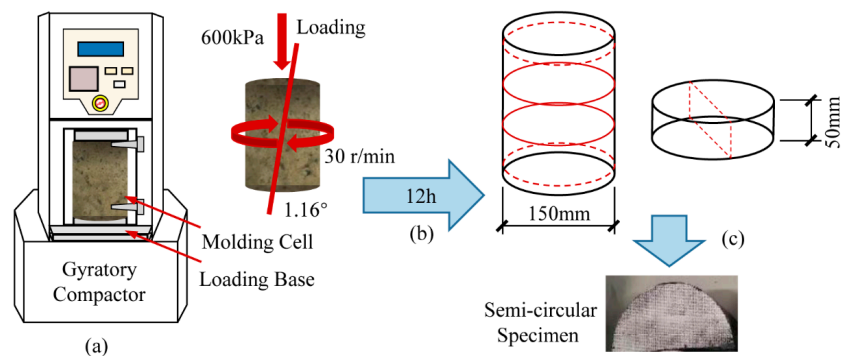 600kPa
Loading
30 r/min
1.16°
Molding Cell
Loading Base
Gyratory
Compactor
(a)
12h
(b)
150mm
50mm
(c)
Semi-circular
Specimen